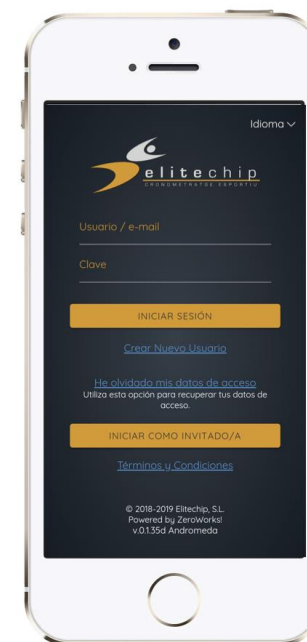 Idioma
elitechip
CRONOMETRATGE ESPORTIU
Usuario / e-mail
Clave
INICIAR SESIÓN
Crear Nuevo Usuario
He olvidado mis datos de acceso
Utiliza esta opción para recuperar tus datos de
acceso.
INICIAR COMO INVITADO/A
Términos y Condiciones
© 2018-2019 Elitechip, S.L.
Powered by ZeroWorks!
v.0.1.35d Andromeda